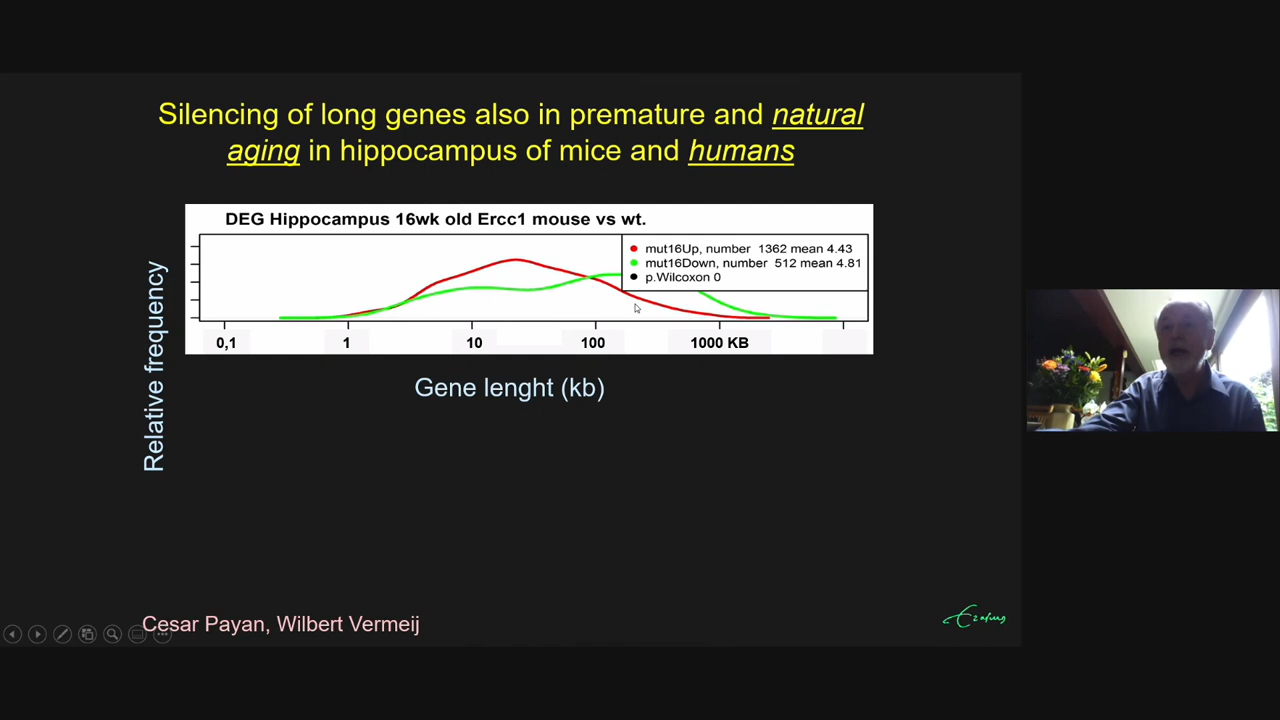 Silencing of long genes also in premature and natural
aging in hippocampus of mice and humans
DEG Hippocampus 16wk old Ercc1 mouse vs wt.
mut16Up, number 1362 mean 4.43
mut16Down, number 512 mean 4.81
p.Wilcoxon 0
Relative frequency
0,1 1 10 100 1000 KB
Gene lenght (kb)
Cesar Payan, Wilbert Vermeij
Erasmus